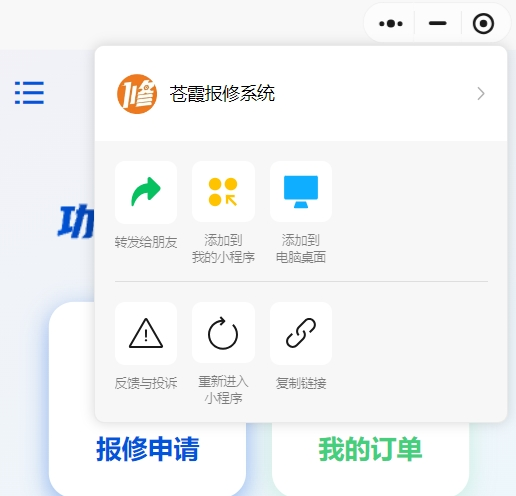 苍霞报修系统
功
转发给朋友
添加到
我的小程序
添加到
电脑桌面
反馈与投诉
重新进入
小程序
复制链接
报修申请
我的订单